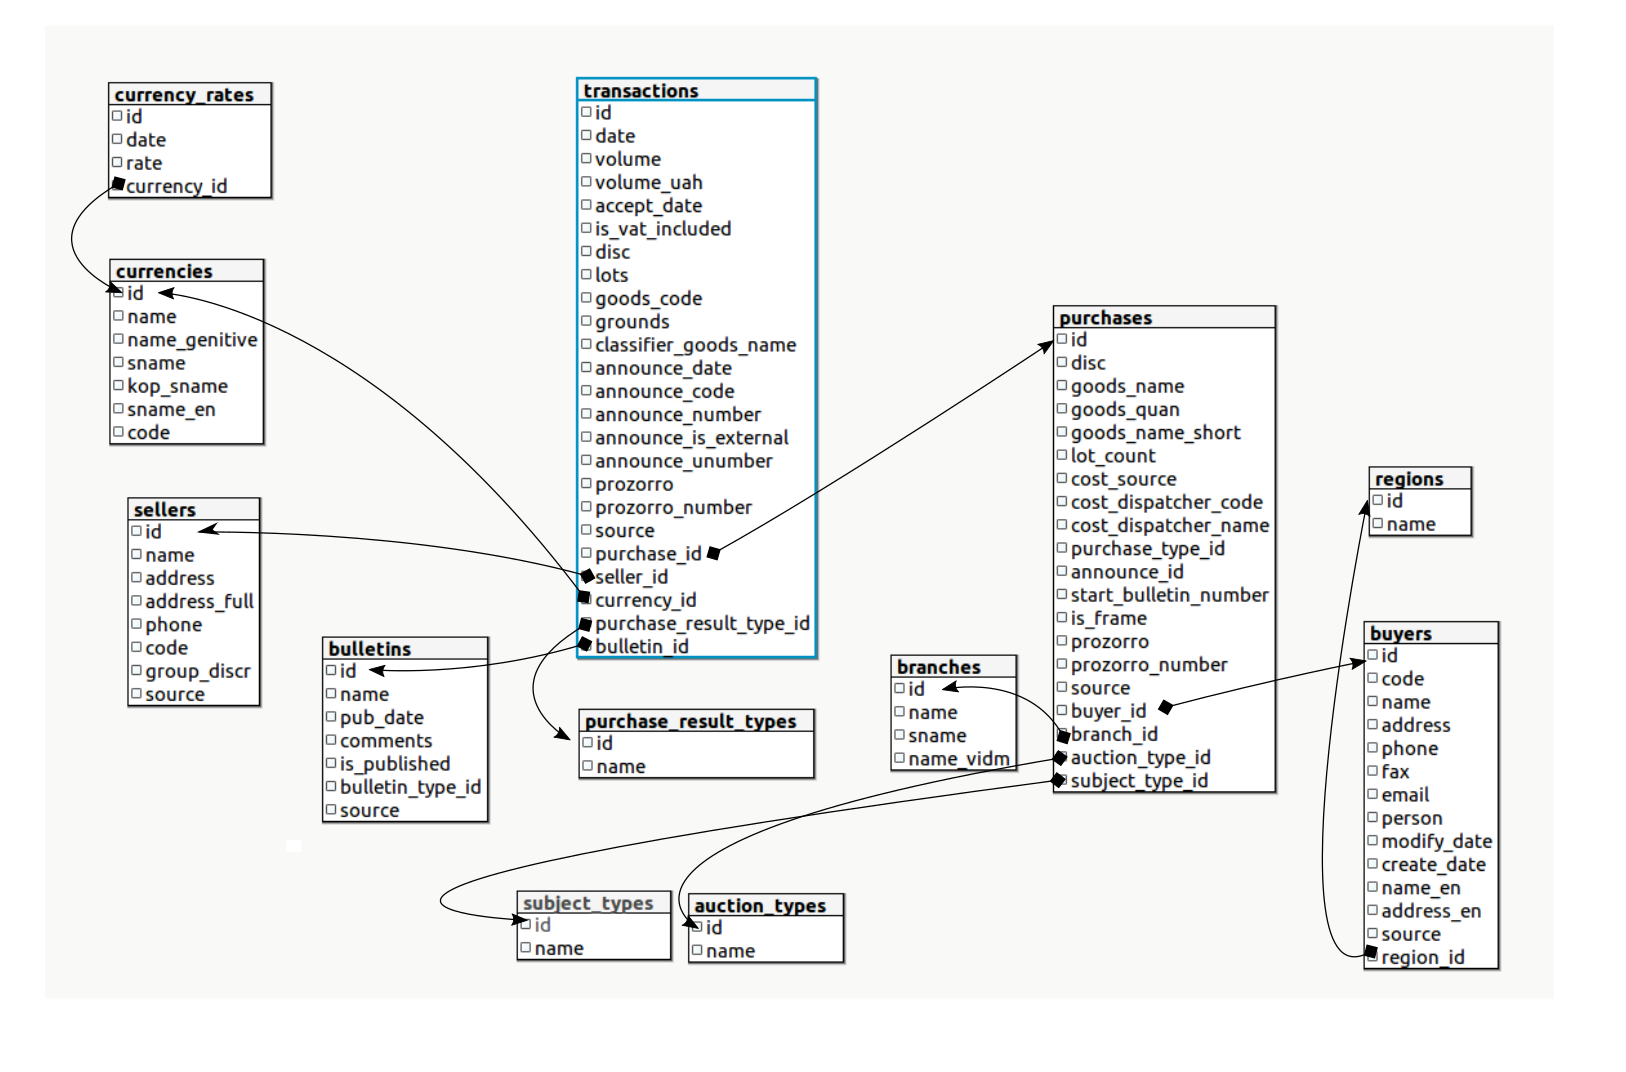 currency_rates
id
date
rate
currency_id
currencies
id
name
name_genitive
sname
kop_sname
sname_en
code
sellers
id
name
address
address_full
phone
code
group_discr
source
bulletins
id
name
pub_date
comments
is_published
bulletin_type_id
source
transactions
id
date
volume
volume_uah
accept_date
is_vat_included
disc
lots
goods_code
grounds
classifier_goods_name
announce_date
announce_code
announce_number
announce_is_external
announce_unumber
prozorro
prozorro_number
source
purchase_id
seller_id
currency_id
purchase_result_type_id
bulletin_id
purchase_result_types
id
name
subject_types
id
name
auction_types
id
name
branches
id
name
sname
name_vidm
purchases
id
disc
goods_name
goods_quan
goods_name_short
lot_count
cost_source
cost_dispatcher_code
cost_dispatcher_name
purchase_type_id
announce_id
start_bulletin_number
is_frame
prozorro
prozorro_number
source
buyer_id
branch_id
auction_type_id
subject_type_id
regions
id
name
buyers
id
code
name
address
phone
fax
email
person
modify_date
create_date
name_en
address_en
source
region_id